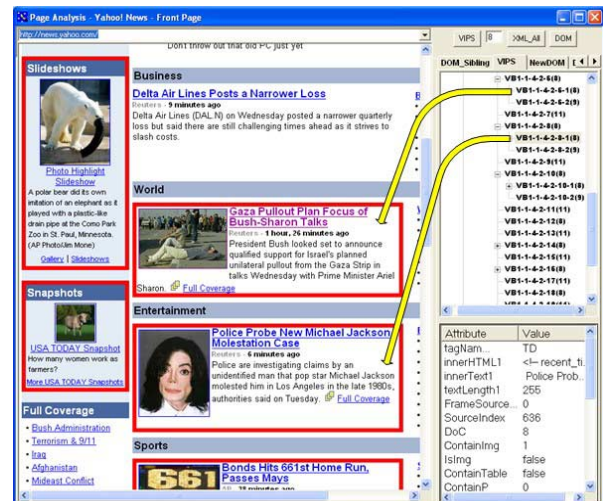 Page Analysis - Yahoo! News - Front Page
http://news.yahoo.com/
VIPS
8
XML_All
DOM
Don't throw out that old PC just yet
DOM_Sibling
VIPS
NewDOM
Slideshows
Photo Highlight
Slideshow
A polar bear did its own
imitation of an elephant as it
played with a plastic-like
drain pipe at the Como Park
Zoo in St. Paul, Minnesota.
(AP Photo/Jim Mone)
Gallery | Slideshows
Snapshots
USA TODAY Snapshot
How many women work as
farmers?
More USA TODAY Snapshots
Full Coverage
• Bush Administration
• Terrorism & 9/11
• Iraq
• Afghanistan
• Mideast Conflict
Business
Delta Air Lines Posts a Narrower Loss
Reuters - 9 minutes ago
Delta Air Lines (DAL.N) on Wednesday posted a narrower quarterly
loss but said there are still challenging times ahead as it strives to
slash costs.
World
Gaza Pullout Plan Focus of
Bush-Sharon Talks
Reuters - 1 hour, 26 minutes ago
President Bush looked set to announce
qualified support for Israel's planned
unilateral pullout from the Gaza Strip in
talks Wednesday with Prime Minister Ariel
Sharon. Full Coverage
Entertainment
Police Probe New Michael Jackson
Molestation Case
Reuters - 6 minutes ago
Police are investigating claims by an
unidentified man that pop star Michael Jackson
molested him in Los Angeles in the late 1980s,
authorities said on Tuesday. Full Coverage
Sports
661
Bonds Hits 661st Home Run,
Passes Mays
AP - 21 minutes ago
VB1-1-4-2-6(8)
VB1-1-4-2-6-1(8)
VB1-1-4-2-6-2(9)
VB1-1-4-2-7(11)
VB1-1-4-2-8(8)
VB1-1-4-2-8-1(8)
VB1-1-4-2-8-2(9)
VB1-1-4-2-9(11)
VB1-1-4-2-10(8)
VB1-1-4-2-10-1(8)
VB1-1-4-2-10-2(9)
VB1-1-4-2-11(11)
VB1-1-4-2-12(8)
VB1-1-4-2-13(11)
VB1-1-4-2-14(8)
VB1-1-4-2-15(11)
VB1-1-4-2-16(8)
VB1-1-4-2-17(11)
VB1-1-4-2-18(8)
Attribute Value
tagNam... TD
innerHTML1 <!-- recent_ti...
innerText1 Police Prob...
textLength1 255
FrameSource... 0
SourceIndex 636
DoC 8
ContainImg 1
IsImg false
ContainTable false
ContainP 0